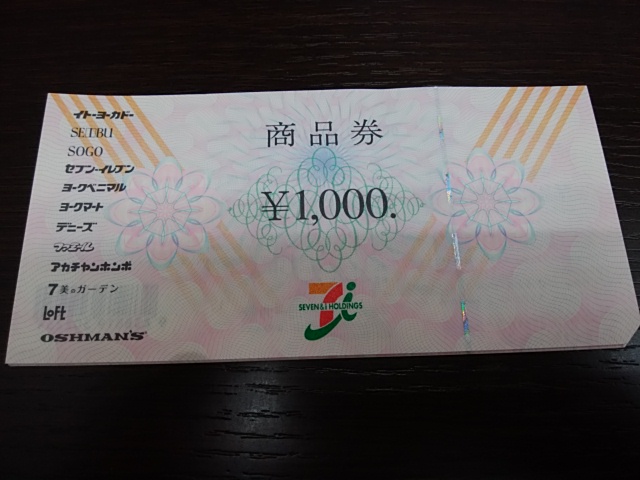 イトーヨーカドー
SEIBU
SOGO
セブン-イレブン
ヨークベニマル
ヨークマート
デニーズ
ファミール
アカチャンホンポ
7美のガーデン
LOFT
OSHMAN'S
商品券
¥1,000.
7i
SEVEN&i HOLDINGS